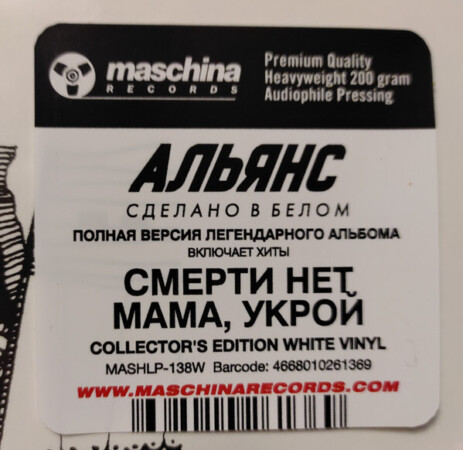 maschina
RECORDS
Premium Quality
Heavyweight 200 gram
Audiophile Pressing
АЛЬЯНС
СДЕЛАНО В БЕЛОМ
ПОЛНАЯ ВЕРСИЯ ЛЕГЕНДАРНОГО АЛЬБОМА
ВКЛЮЧАЕТ ХИТЫ
СМЕРТИ НЕТ
МАМА, УКРОЙ
COLLECTOR'S EDITION WHITE VINYL
MASHLP-138W Barcode: 4668010261369
WWW.MASCHINARECORDS.COM